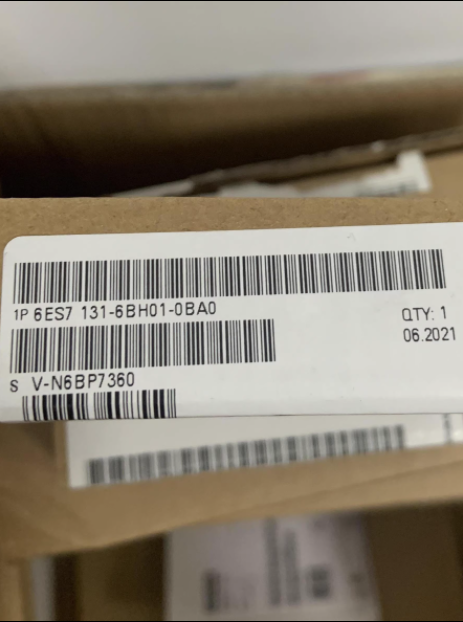 1P 6ES7 131-6BH01-0BA0
QTY: 1
06.2021
S V-N6BP7360